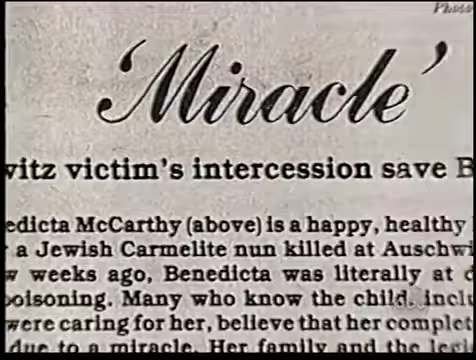 Photo
'Miracle'
witz victim's intercession save B
edicta McCarthy (above) is a happy, healthy
a Jewish Carmelite nun killed at Auschwi
w weeks ago, Benedicta was literally at d
oisoning. Many who know the child, incl
were caring for her, believe that her complet
due to a miracle. Her family and the